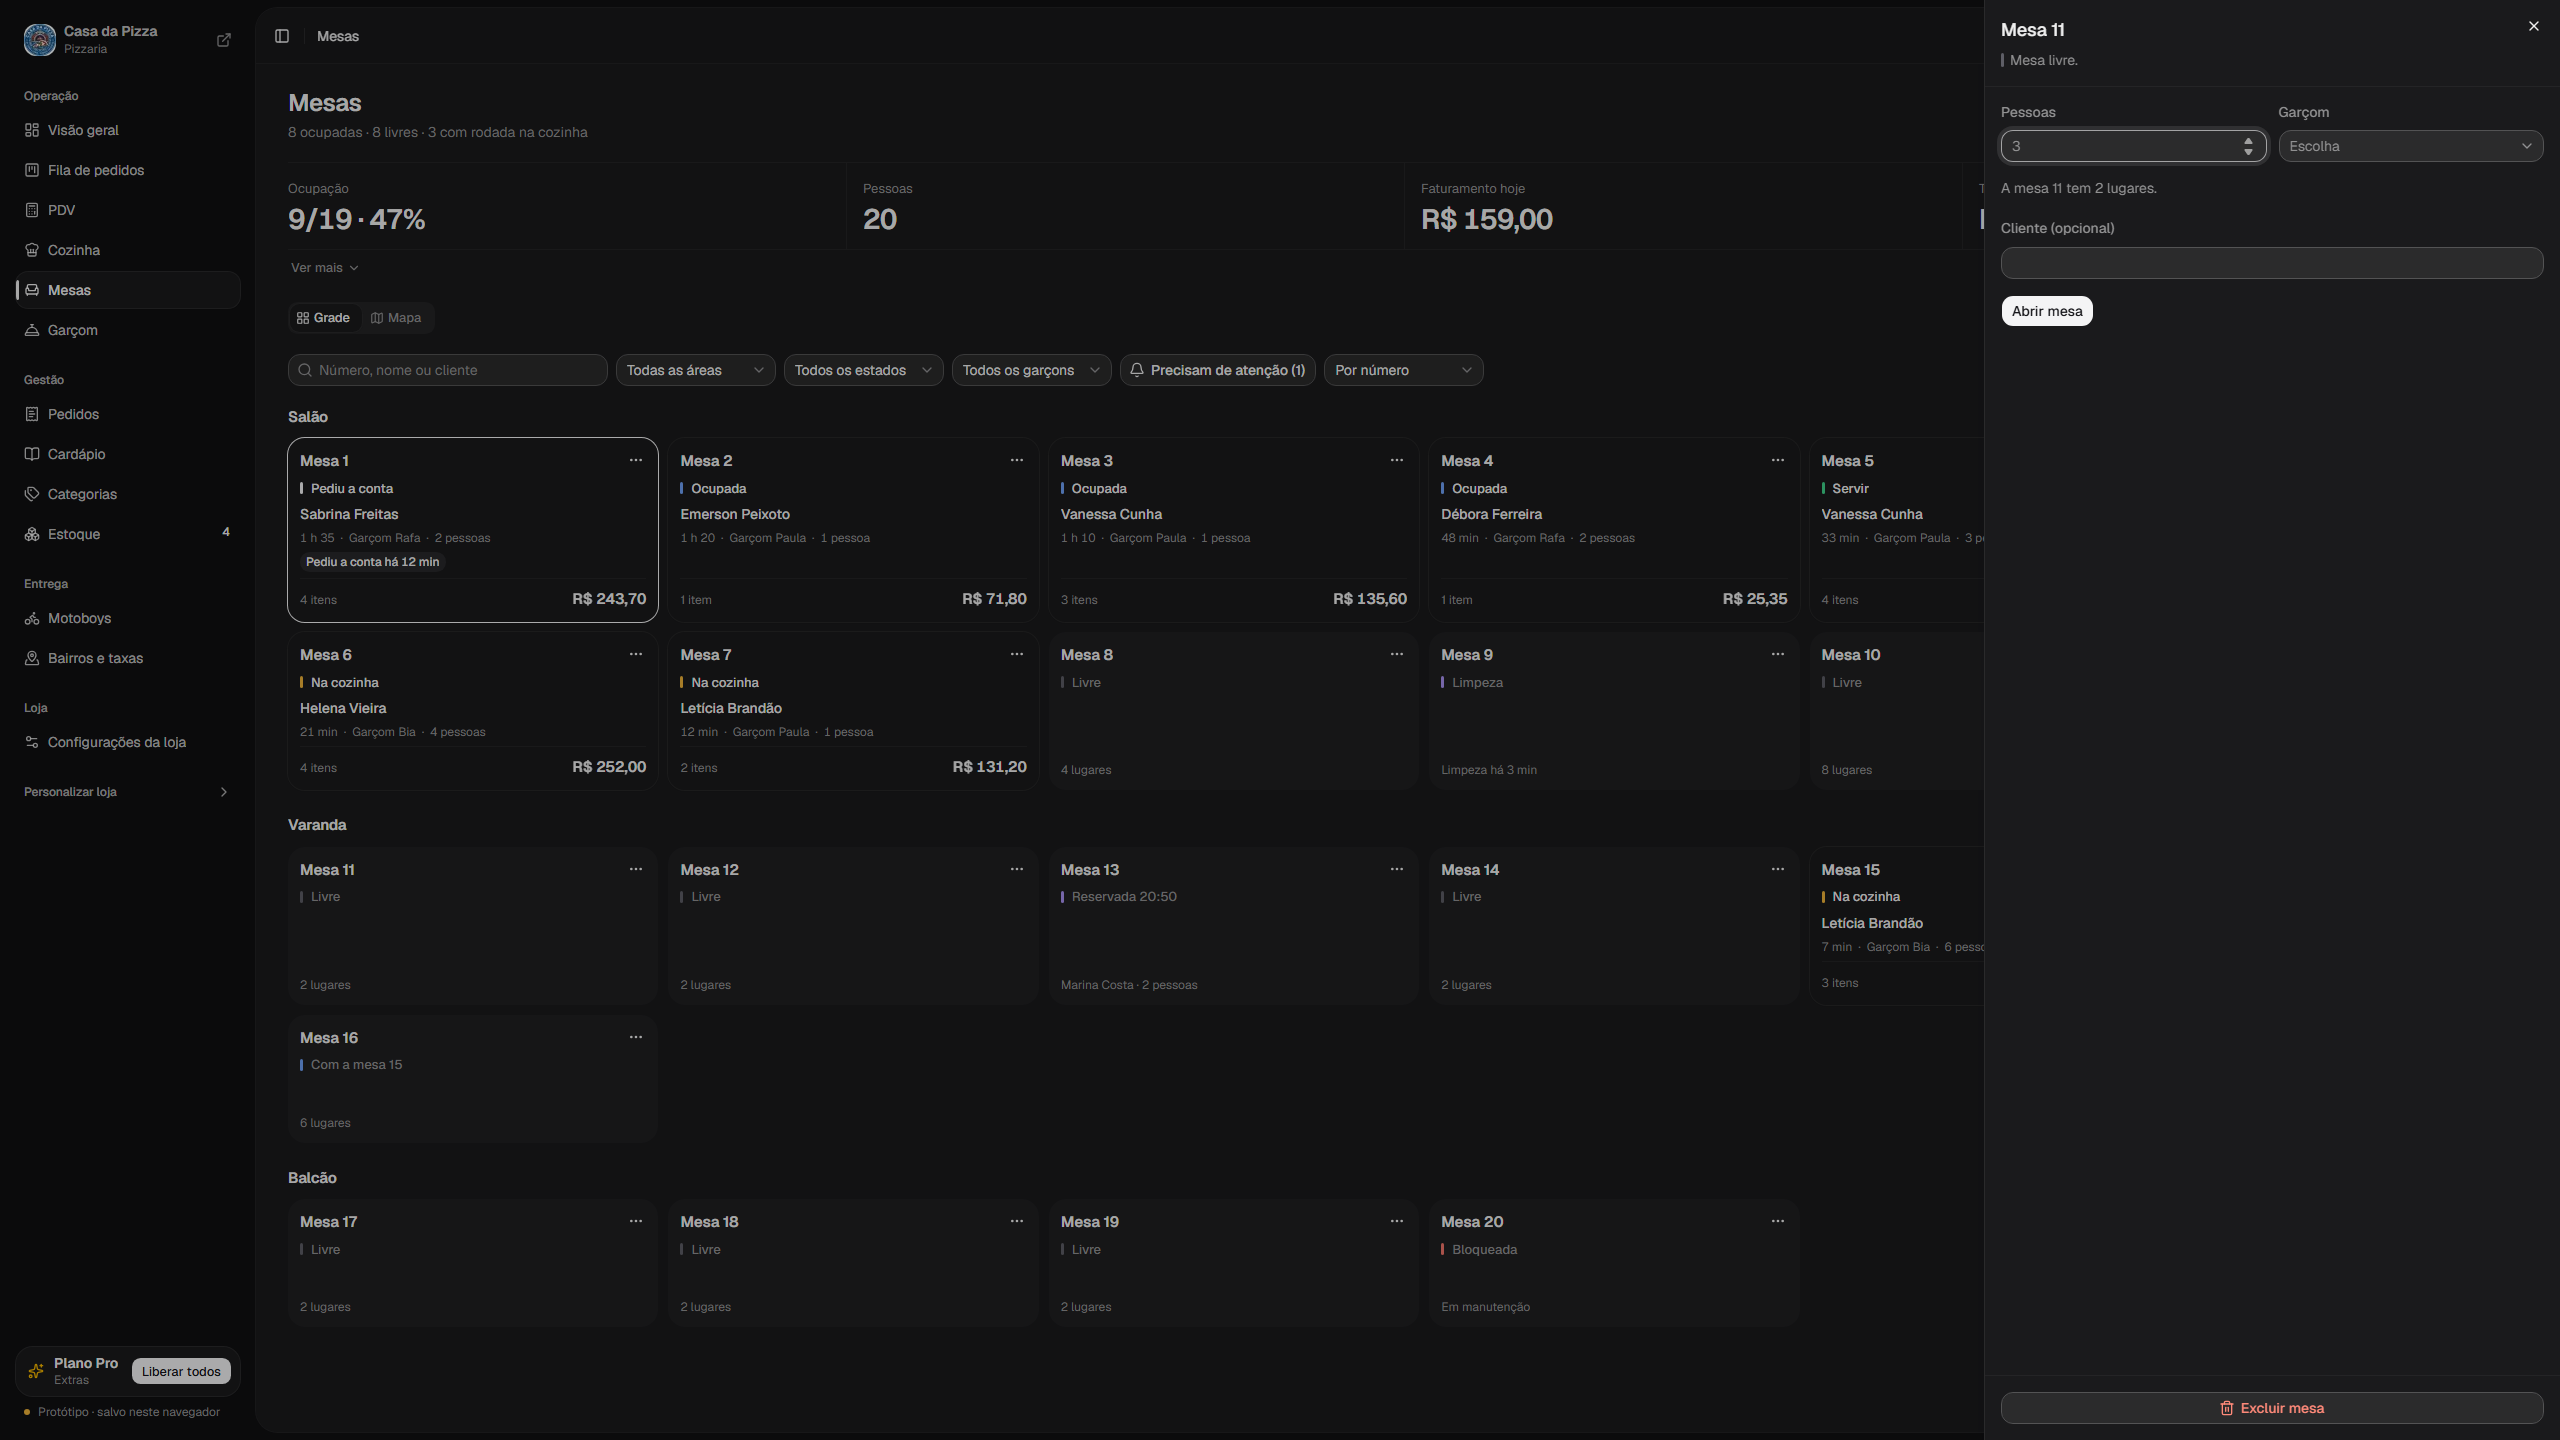 Casa da Pizza
Pizzaria
Operação
Visão geral
Fila de pedidos
PDV
Cozinha
Mesas
Garçom
Gestão
Pedidos
Cardápio
Categorias
Estoque 4
Entrega
Motoboys
Bairros e taxas
Loja
Configurações da loja
Personalizar loja
Plano Pro
Extras
Liberar todos
Protótipo · salvo neste navegador
Mesas
Mesas
8 ocupadas · 8 livres · 3 com rodada na cozinha
Ocupação
9/19 · 47%
Pessoas
20
Faturamento hoje
R$ 159,00
Ver mais
Grade Mapa
Número, nome ou cliente
Todas as áreas
Todos os estados
Todos os garçons
Precisam de atenção (1)
Por número
Salão
Mesa 1
Pediu a conta
Sabrina Freitas
1 h 35 · Garçom Rafa · 2 pessoas
Pediu a conta há 12 min
4 itens R$ 243,70
Mesa 2
Ocupada
Emerson Peixoto
1 h 20 · Garçom Paula · 1 pessoa
1 item R$ 71,80
Mesa 3
Ocupada
Vanessa Cunha
1 h 10 · Garçom Paula · 1 pessoa
3 itens R$ 135,60
Mesa 4
Ocupada
Débora Ferreira
48 min · Garçom Rafa · 2 pessoas
1 item R$ 25,35
Mesa 5
Servir
Vanessa Cunha
33 min · Garçom Paula · 3
4 itens
Mesa 6
Na cozinha
Helena Vieira
21 min · Garçom Bia · 4 pessoas
4 itens R$ 252,00
Mesa 7
Na cozinha
Letícia Brandão
12 min · Garçom Paula · 1 pessoa
2 itens R$ 131,20
Mesa 8
Livre
4 lugares
Mesa 9
Limpeza
Limpeza há 3 min
Mesa 10
Livre
8 lugares
Varanda
Mesa 11
Livre
2 lugares
Mesa 12
Livre
2 lugares
Mesa 13
Reservada 20:50
Marina Costa · 2 pessoas
Mesa 14
Livre
2 lugares
Mesa 15
Na cozinha
Letícia Brandão
7 min · Garçom Bia · 6
3 itens
Mesa 16
Com a mesa 15
6 lugares
Balcão
Mesa 17
Livre
2 lugares
Mesa 18
Livre
2 lugares
Mesa 19
Livre
2 lugares
Mesa 20
Bloqueada
Em manutenção
Mesa 11
Mesa livre.
Pessoas
3
Garçom
Escolha
A mesa 11 tem 2 lugares.
Cliente (opcional)
Abrir mesa
Excluir mesa